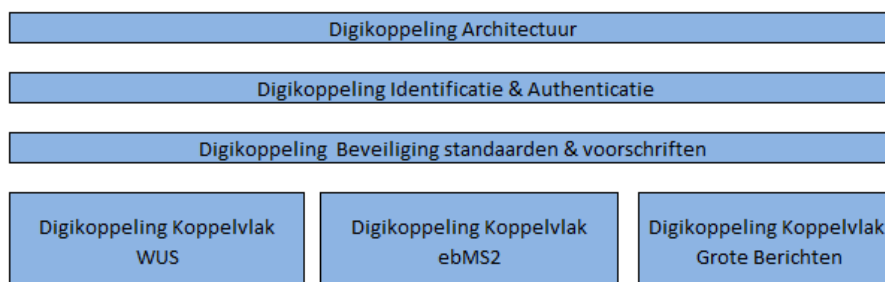 Digikoppeling Architectuur
Digikoppeling Identificatie & Authenticatie
Digikoppeling Beveiliging standaarden & voorschriften
Digikoppeling Koppelvlak
WUS
Digikoppeling Koppelvlak
ebMS2
Digikoppeling Koppelvlak
Grote Berichten